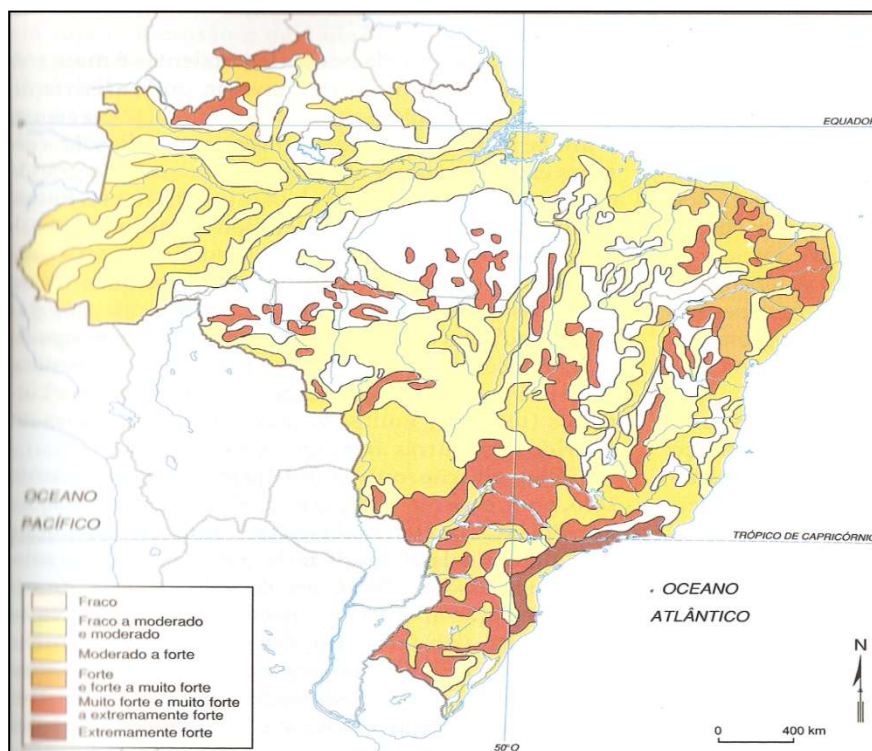 EQUADOR
OCEANO
PACÍFICO
TRÓPICO DE CAPRICÓRNIO
OCEANO
ATLÂNTICO
Fraco
Fraco a moderado
e moderado
Moderado a forte
Forte
e forte a muito forte
Muito forte e muito forte
a extremamente forte
Extremamente forte
N
0 400 km
50°O